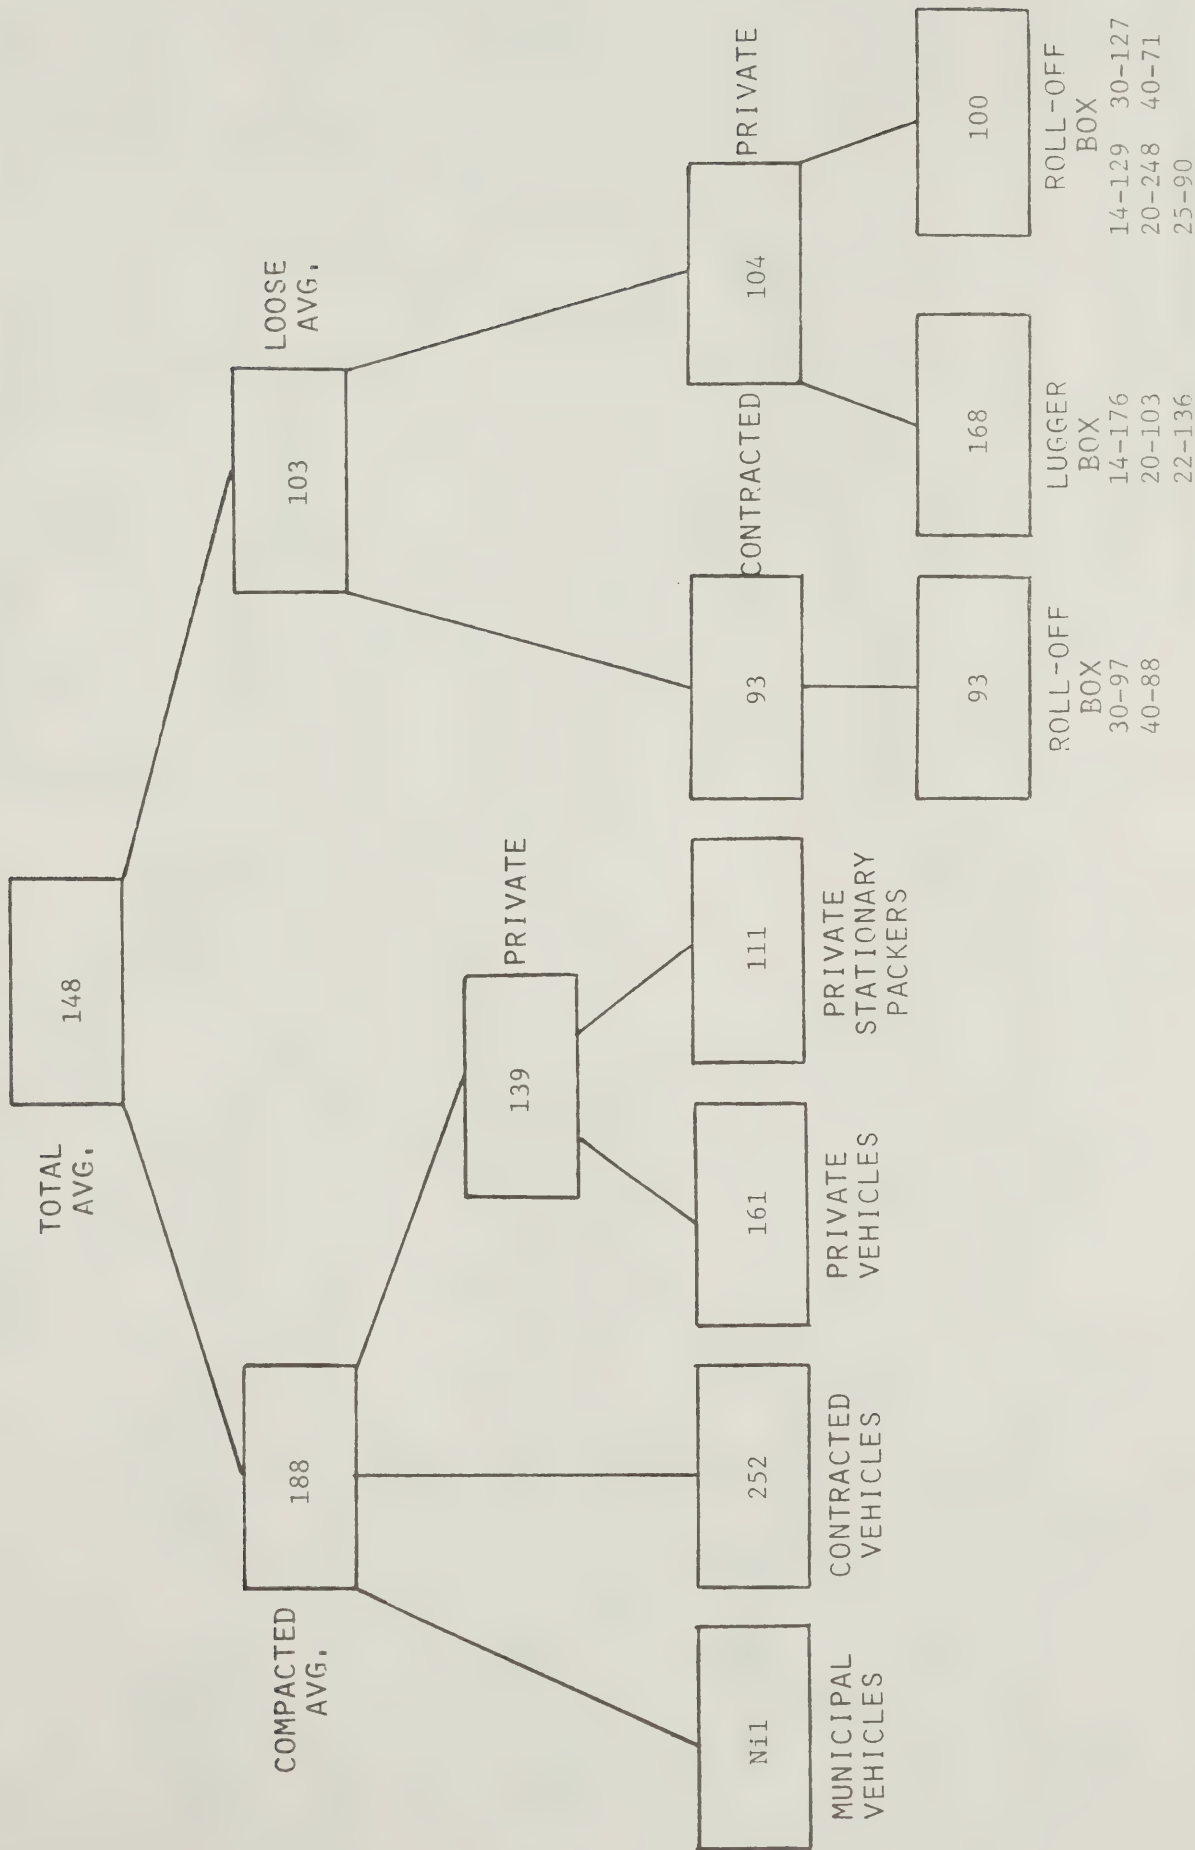 TOTAL
AVG.
148
COMPACTED
AVG.
188
LOOSE
AVG.
103
139
PRIVATE
Nil
MUNICIPAL
VEHICLES
252
CONTRACTED
VEHICLES
161
PRIVATE
VEHICLES
111
PRIVATE
STATIONARY
PACKERS
93
CONTRACTED
104
PRIVATE
93
ROLL-OFF
BOX
30-97
40-88
168
LUGGER
BOX
14-176
20-103
22-136
100
ROLL-OFF
BOX
14-129 30-127
20-248 40-71
25-90